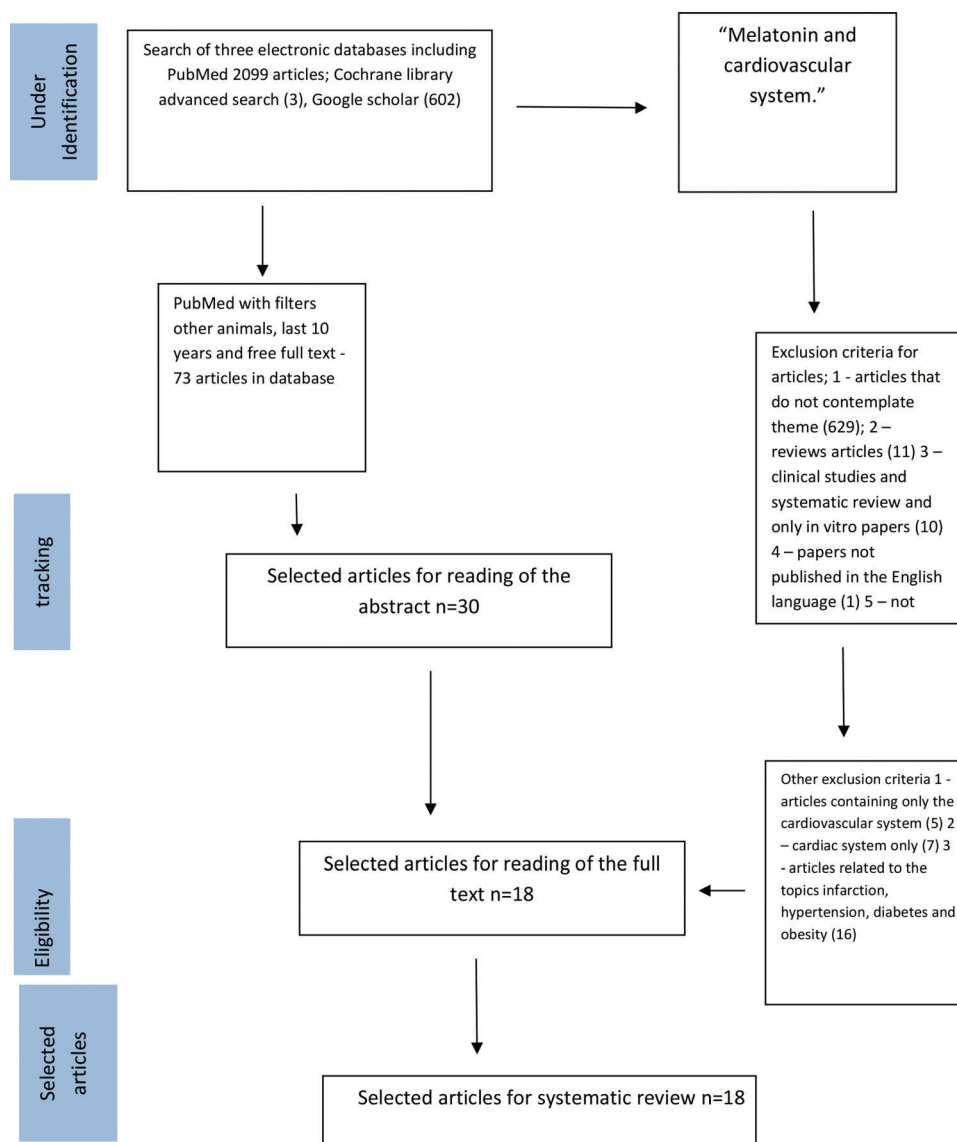 Under
Identification
Search of three electronic databases including
PubMed 2099 articles; Cochrane library
advanced search (3), Google scholar (602)
“Melatonin and
cardiovascular
system.”
PubMed with filters
other animals, last 10
years and free full text -
73 articles in database
Exclusion criteria for
articles; 1 - articles that
do not contemplate
theme (629); 2 –
reviews articles (11) 3 –
clinical studies and
systematic review and
only in vitro papers (10)
4 – papers not
published in the English
language (1) 5 – not
tracking
Selected articles for reading of the
abstract n=30
Other exclusion criteria 1 -
articles containing only the
cardiovascular system (5) 2
– cardiac system only (7) 3
- articles related to the
topics infarction,
hypertension, diabetes and
obesity (16)
Eligibility
Selected articles for reading of the full
text n=18
Selected
articles
Selected articles for systematic review n=18